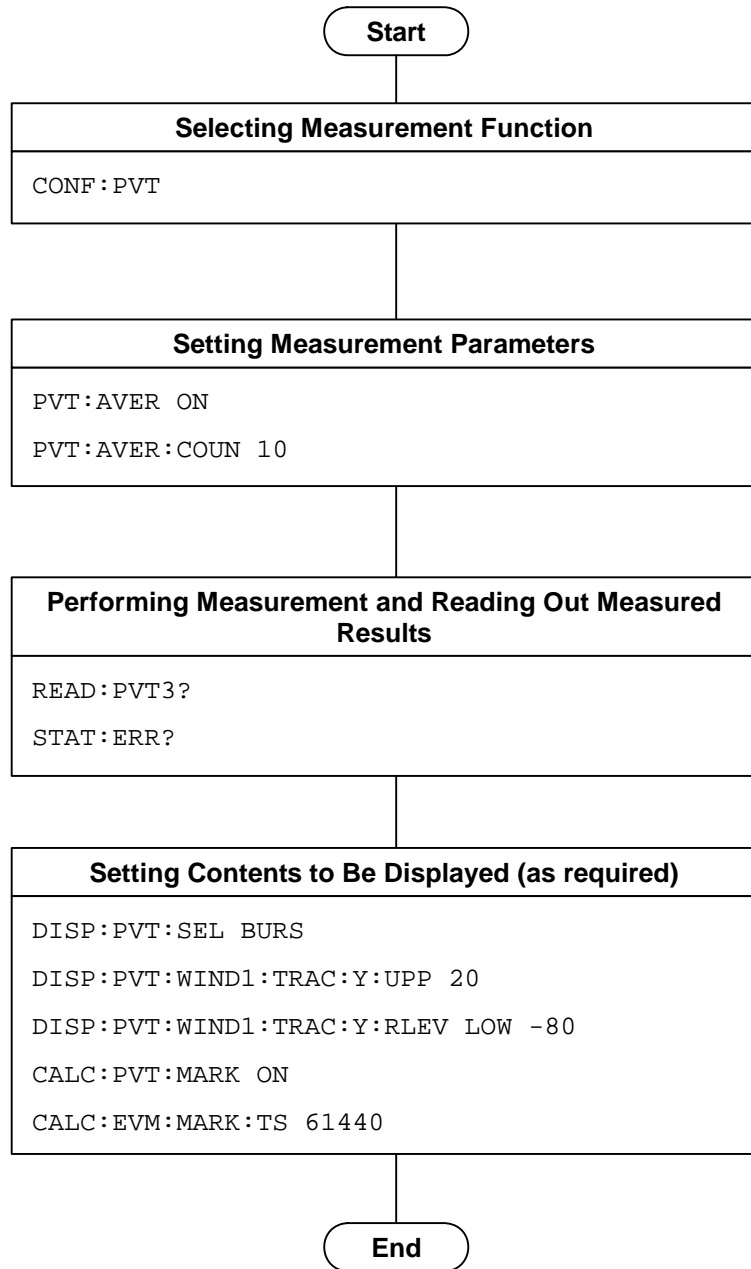 Start
Selecting Measurement Function
CONF:PVT
Setting Measurement Parameters
PVT:AVER ON
PVT:AVER:COUN 10
Performing Measurement and Reading Out Measured
Results
READ:PVT3?
STAT:ERR?
Setting Contents to Be Displayed (as required)
DISP:PVT:SEL BURS
DISP:PVT:WIND1:TRAC:Y:UPP 20
DISP:PVT:WIND1:TRAC:Y:RLEV LOW -80
CALC:PVT:MARK ON
CALC:EVM:MARK:TS 61440
End